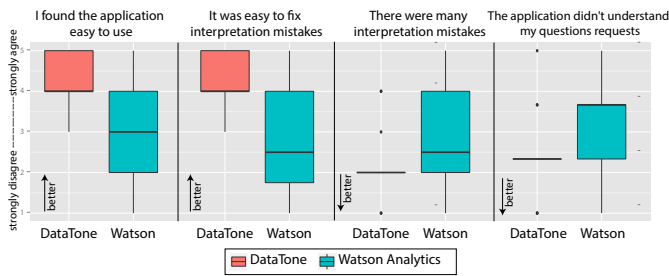 I found the application
easy to use
It was easy to fix
interpretation mistakes
There were many
interpretation mistakes
The application didn't understand
my questions requests
strongly disagree ------------strongly agree
5
4
3
2
1
better
better
better
better
DataTone Watson DataTone Watson DataTone Watson DataTone Watson
DataTone Watson Analytics